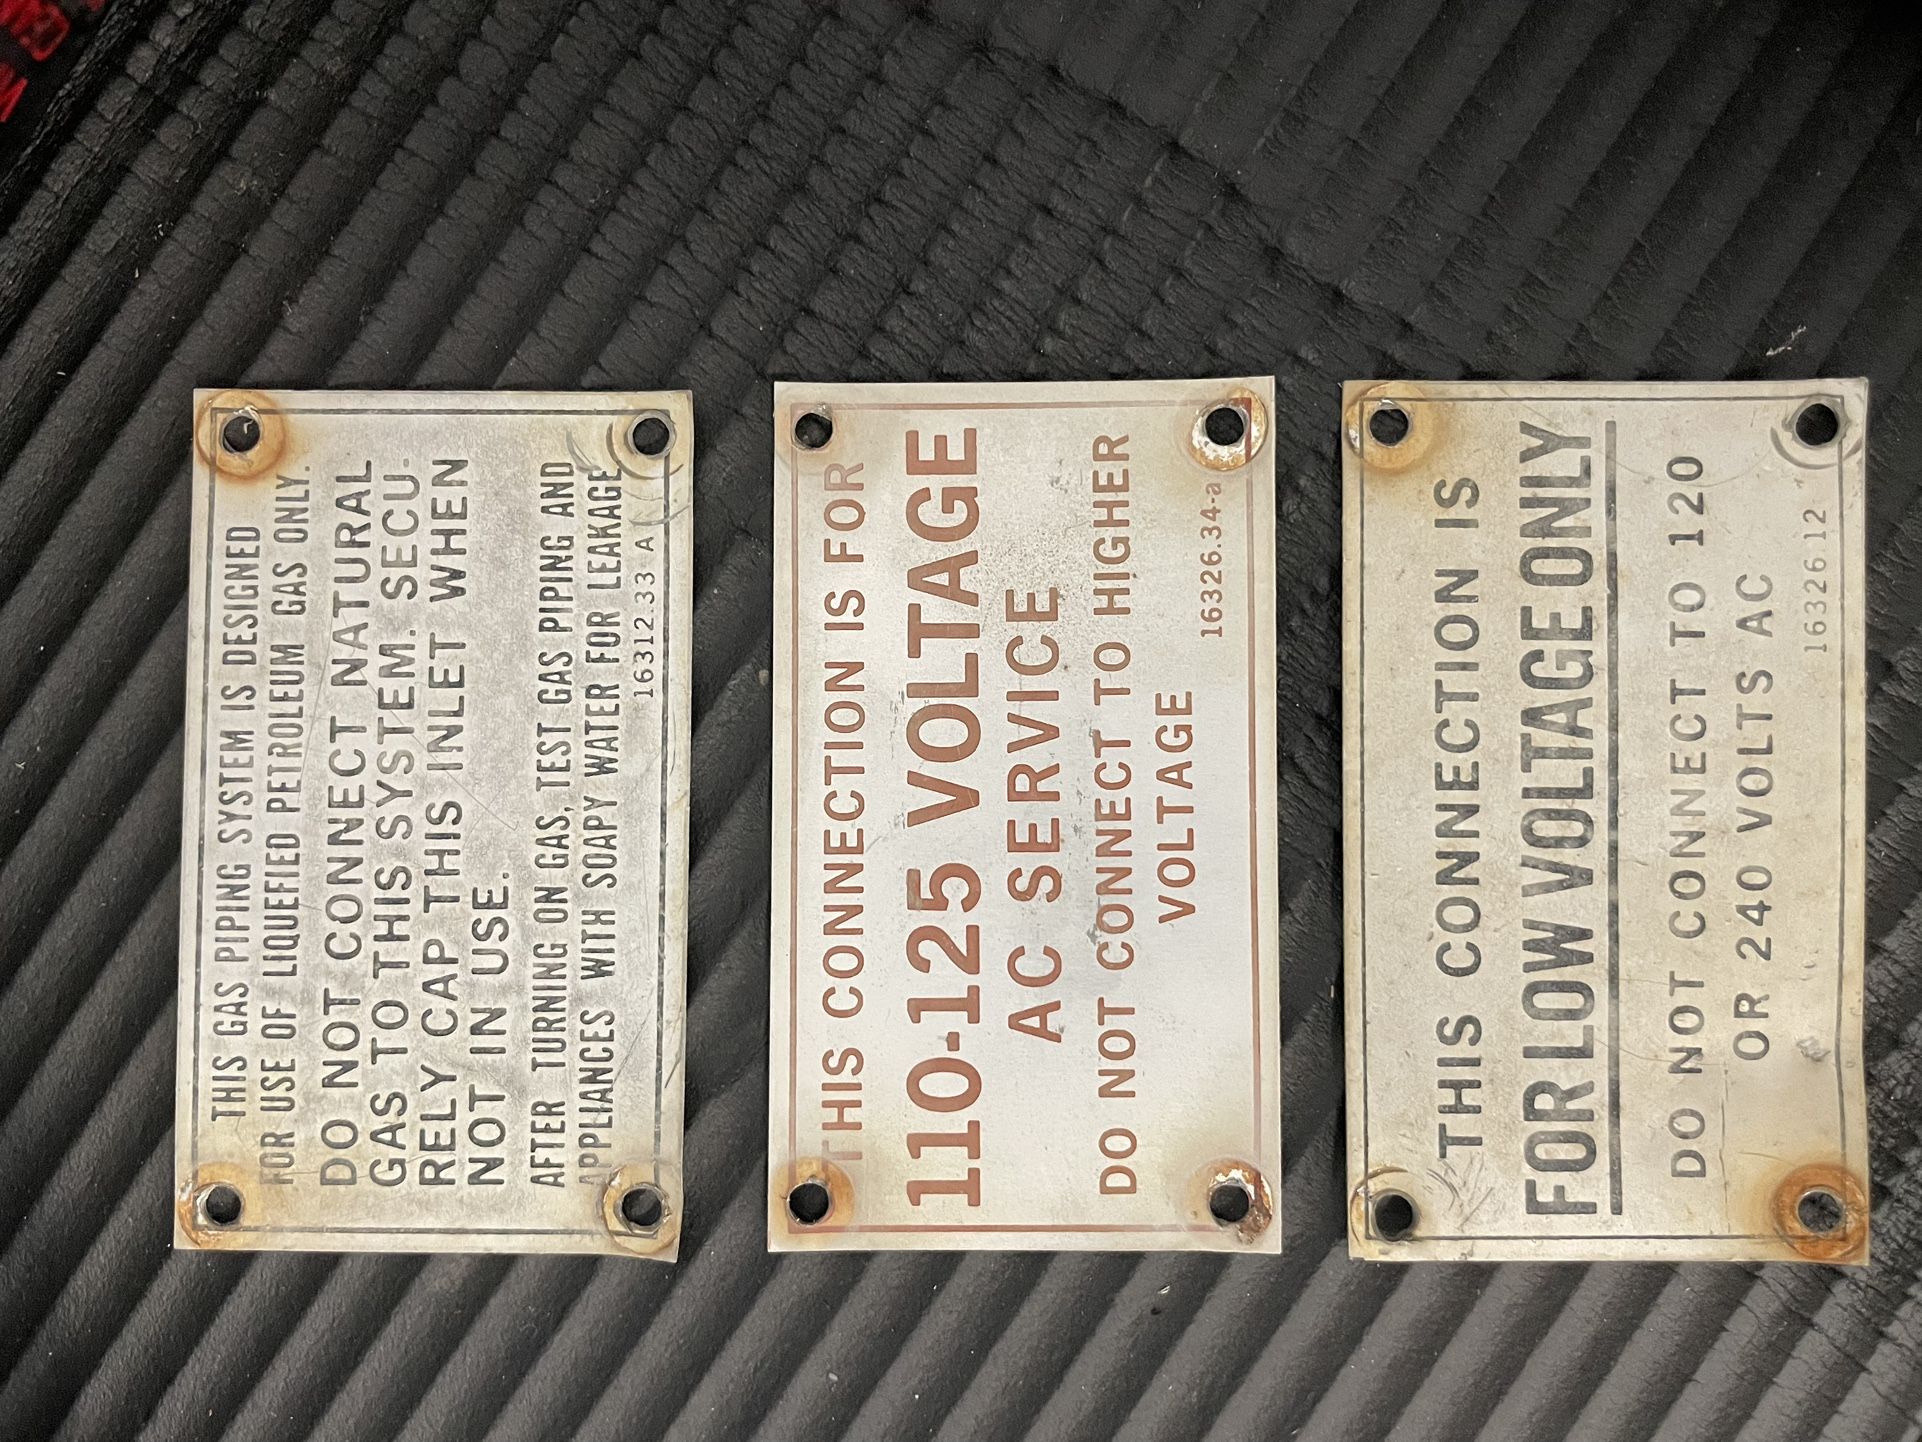 THIS GAS PIPING SYSTEM IS DESIGNED
FOR USE OF LIQUEFIED PETROLEUM GAS ONLY.
DO NOT CONNECT NATURAL
GAS TO THIS SYSTEM. SECU-
RELY CAP THIS INLET WHEN
NOT IN USE.
AFTER TURNING ON GAS, TEST GAS PIPING AND
APPLIANCES WITH SOAPY WATER FOR LEAKAGE
16312.33 A
THIS CONNECTION IS FOR
110-125 VOLTAGE
AC SERVICE
DO NOT CONNECT TO HIGHER
VOLTAGE
16326.34-a
THIS CONNECTION IS
FOR LOW VOLTAGE ONLY
DO NOT CONNECT TO 120
OR 240 VOLTS AC
16326 12